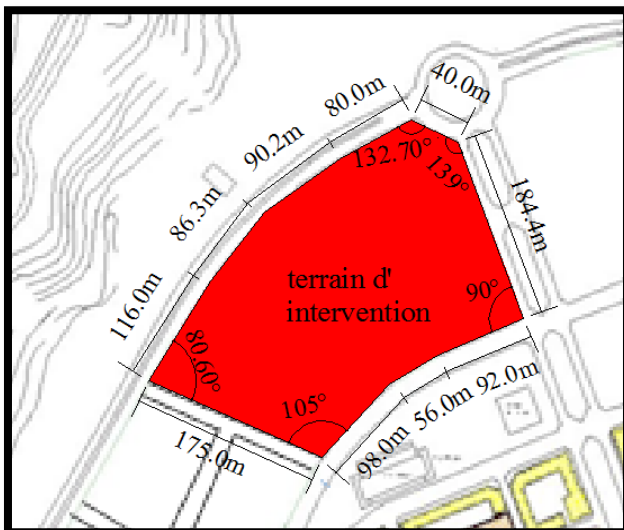 40.0m
80.0m
90.2m
132.70°
139°
86.3m
184.4m
terrain d'
intervention
90°
116.0m
80.60°
105°
92.0m
56.0m
98.0m
175.0m